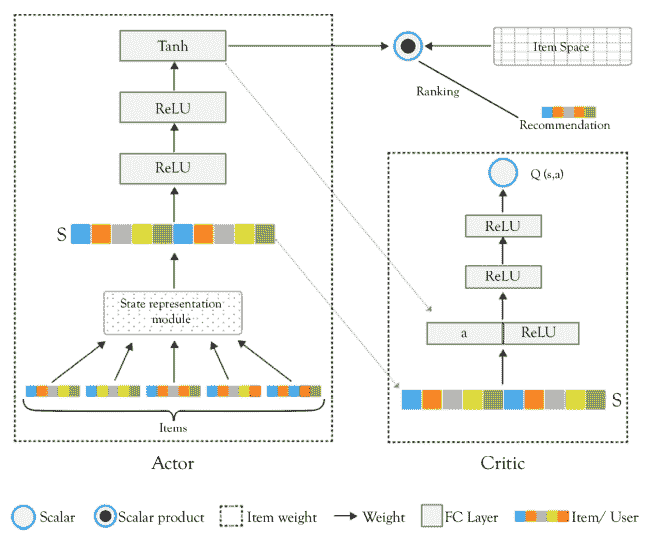 Tanh
Item Space
Ranking
ReLU
Recommendation
ReLU
Q (s,a)
S
ReLU
ReLU
State representation
module
a
ReLU
S
Items
Actor
Critic
Scalar
Scalar product
Item weight
Weight
FC Layer
Item/ User